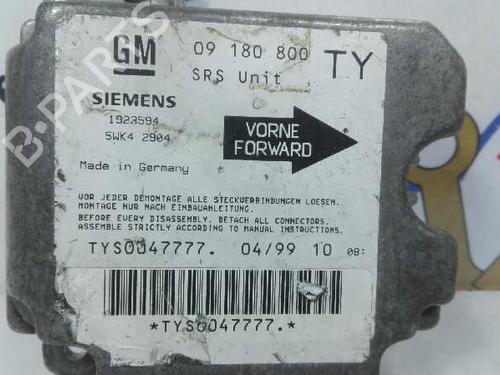 GM
09 180 800 TY
SRS Unit
SIEMENS
1923594
5WK4 2904
VORNE
FORWARD
Made in Germany
VOR JEDER DEMONTAGE ALLE STECKVERBINDUNGEN LOESEN.
MONTAGE NUR NACH EINBAUANLEITUNG.
BEFORE EVERY DISASSEMBLY, DETACH ALL CONNECTORS.
ASSEMBLE STRICTLY ACCORDING TO MANUAL INSTRUCTIONS.
TYS0047777. 04/99 10 08:
*TYS0047777.*
B-PARTS